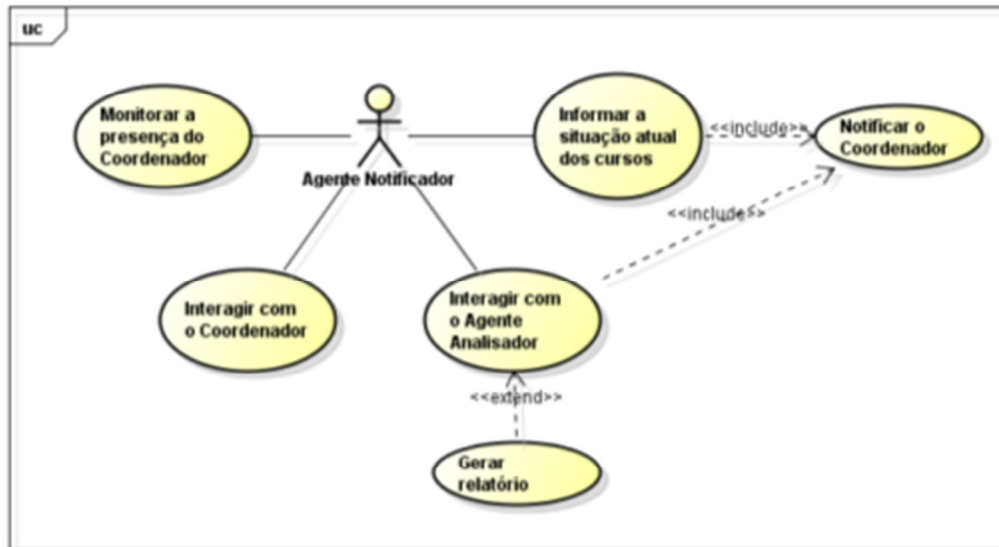 uc
Monitorar a
presença do
Coordenador
Agente Notificador
Informar a
situação atual
dos cursos
<<include>>
Notificar o
Coordenador
<<include>>
Interagir com
o Coordenador
Interagir com
o Agente
Analisador
<<extend>>
Gerar
relatório